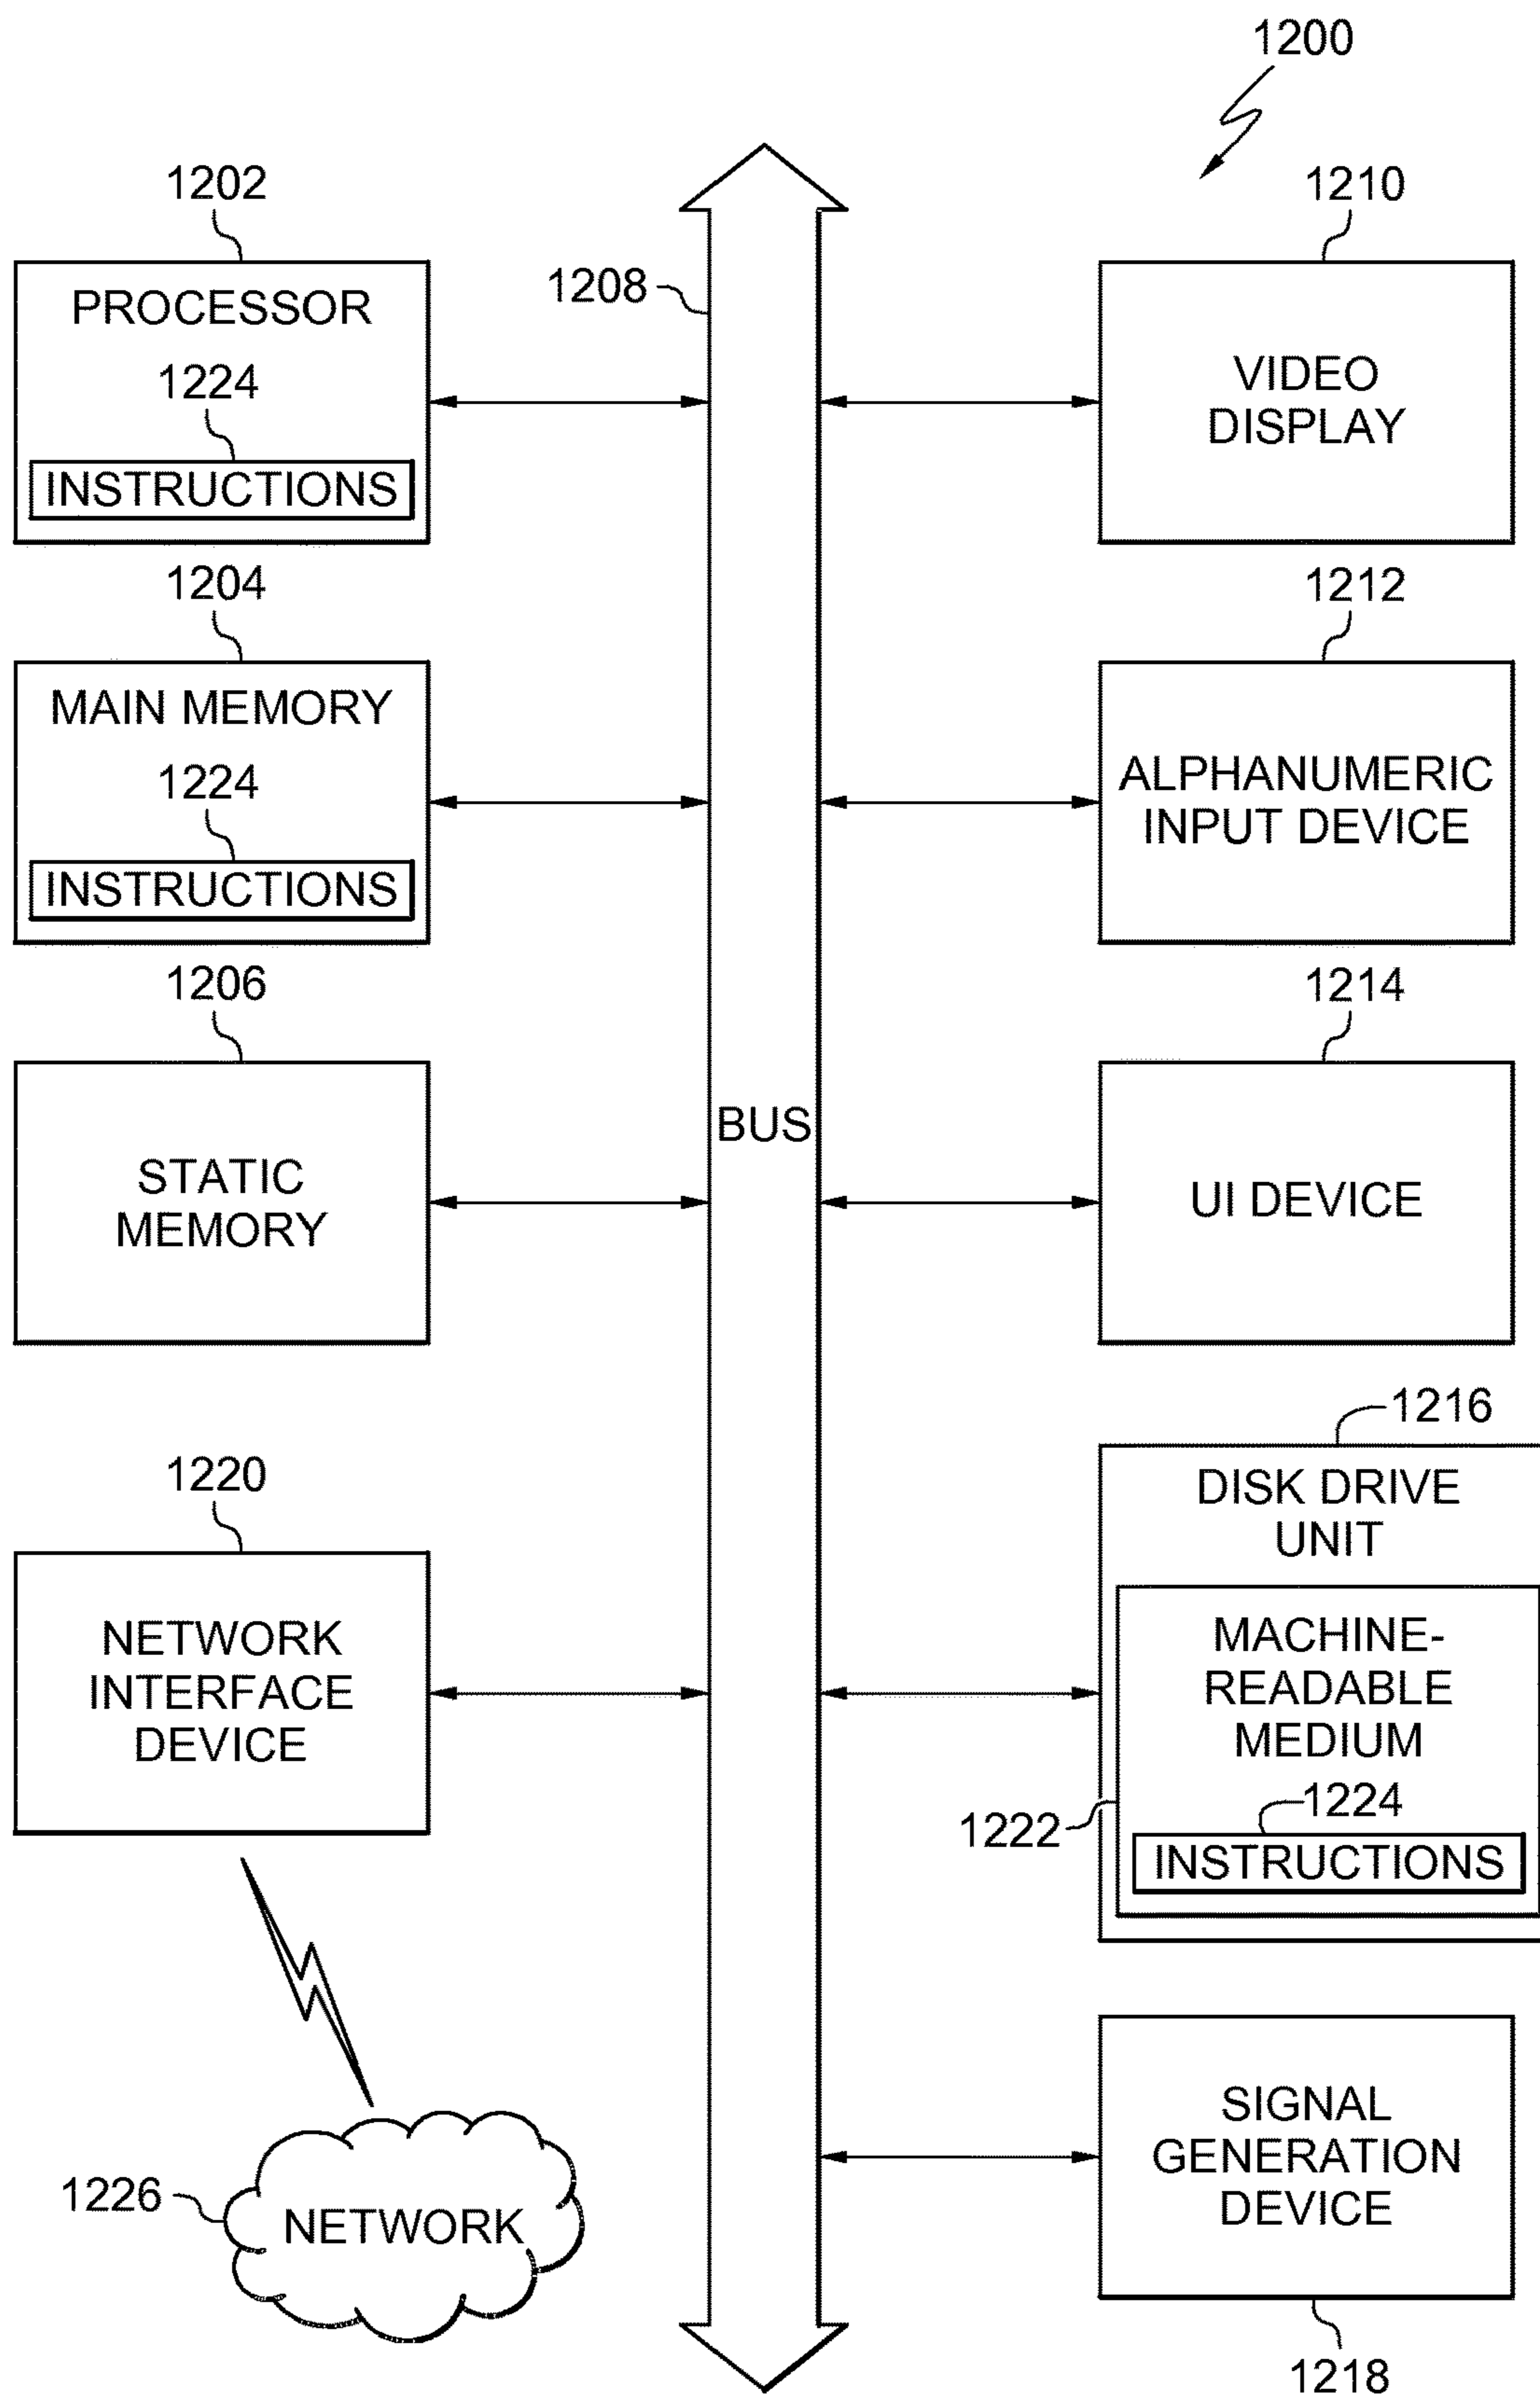 1200
1202
PROCESSOR
1224
INSTRUCTIONS
1204
MAIN MEMORY
1224
INSTRUCTIONS
1206
STATIC
MEMORY
1220
NETWORK
INTERFACE
DEVICE
1226
NETWORK
1208
BUS
1210
VIDEO
DISPLAY
1212
ALPHANUMERIC
INPUT DEVICE
1214
UI DEVICE
1216
DISK DRIVE
UNIT
MACHINE-
READABLE
MEDIUM
1222
1224
INSTRUCTIONS
SIGNAL
GENERATION
DEVICE
1218